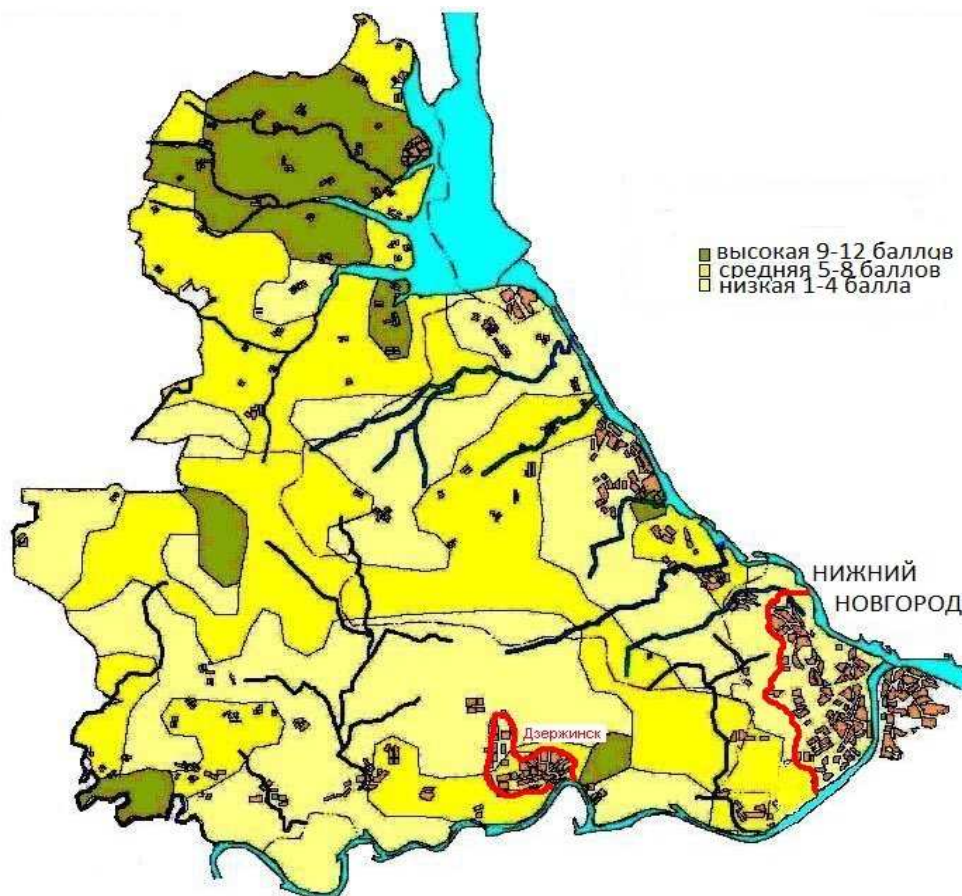 высокая 9-12 баллов
средняя 5-8 баллов
низкая 1-4 балла
НИЖНИЙ
НОВГОРОД
Дзержинск